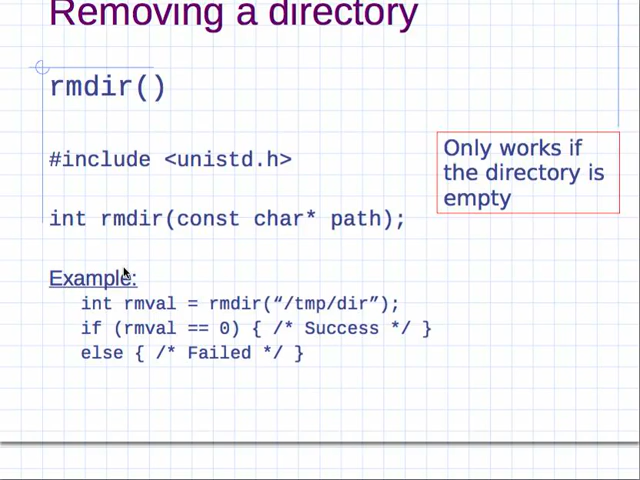 Removing a directory
rmdir()
#include <unistd.h>
Only works if
the directory is
empty
int rmdir(const char* path);
Example:
int rmval = rmdir(“/tmp/dir”);
if (rmval == 0) { /* Success */ }
else { /* Failed */ }